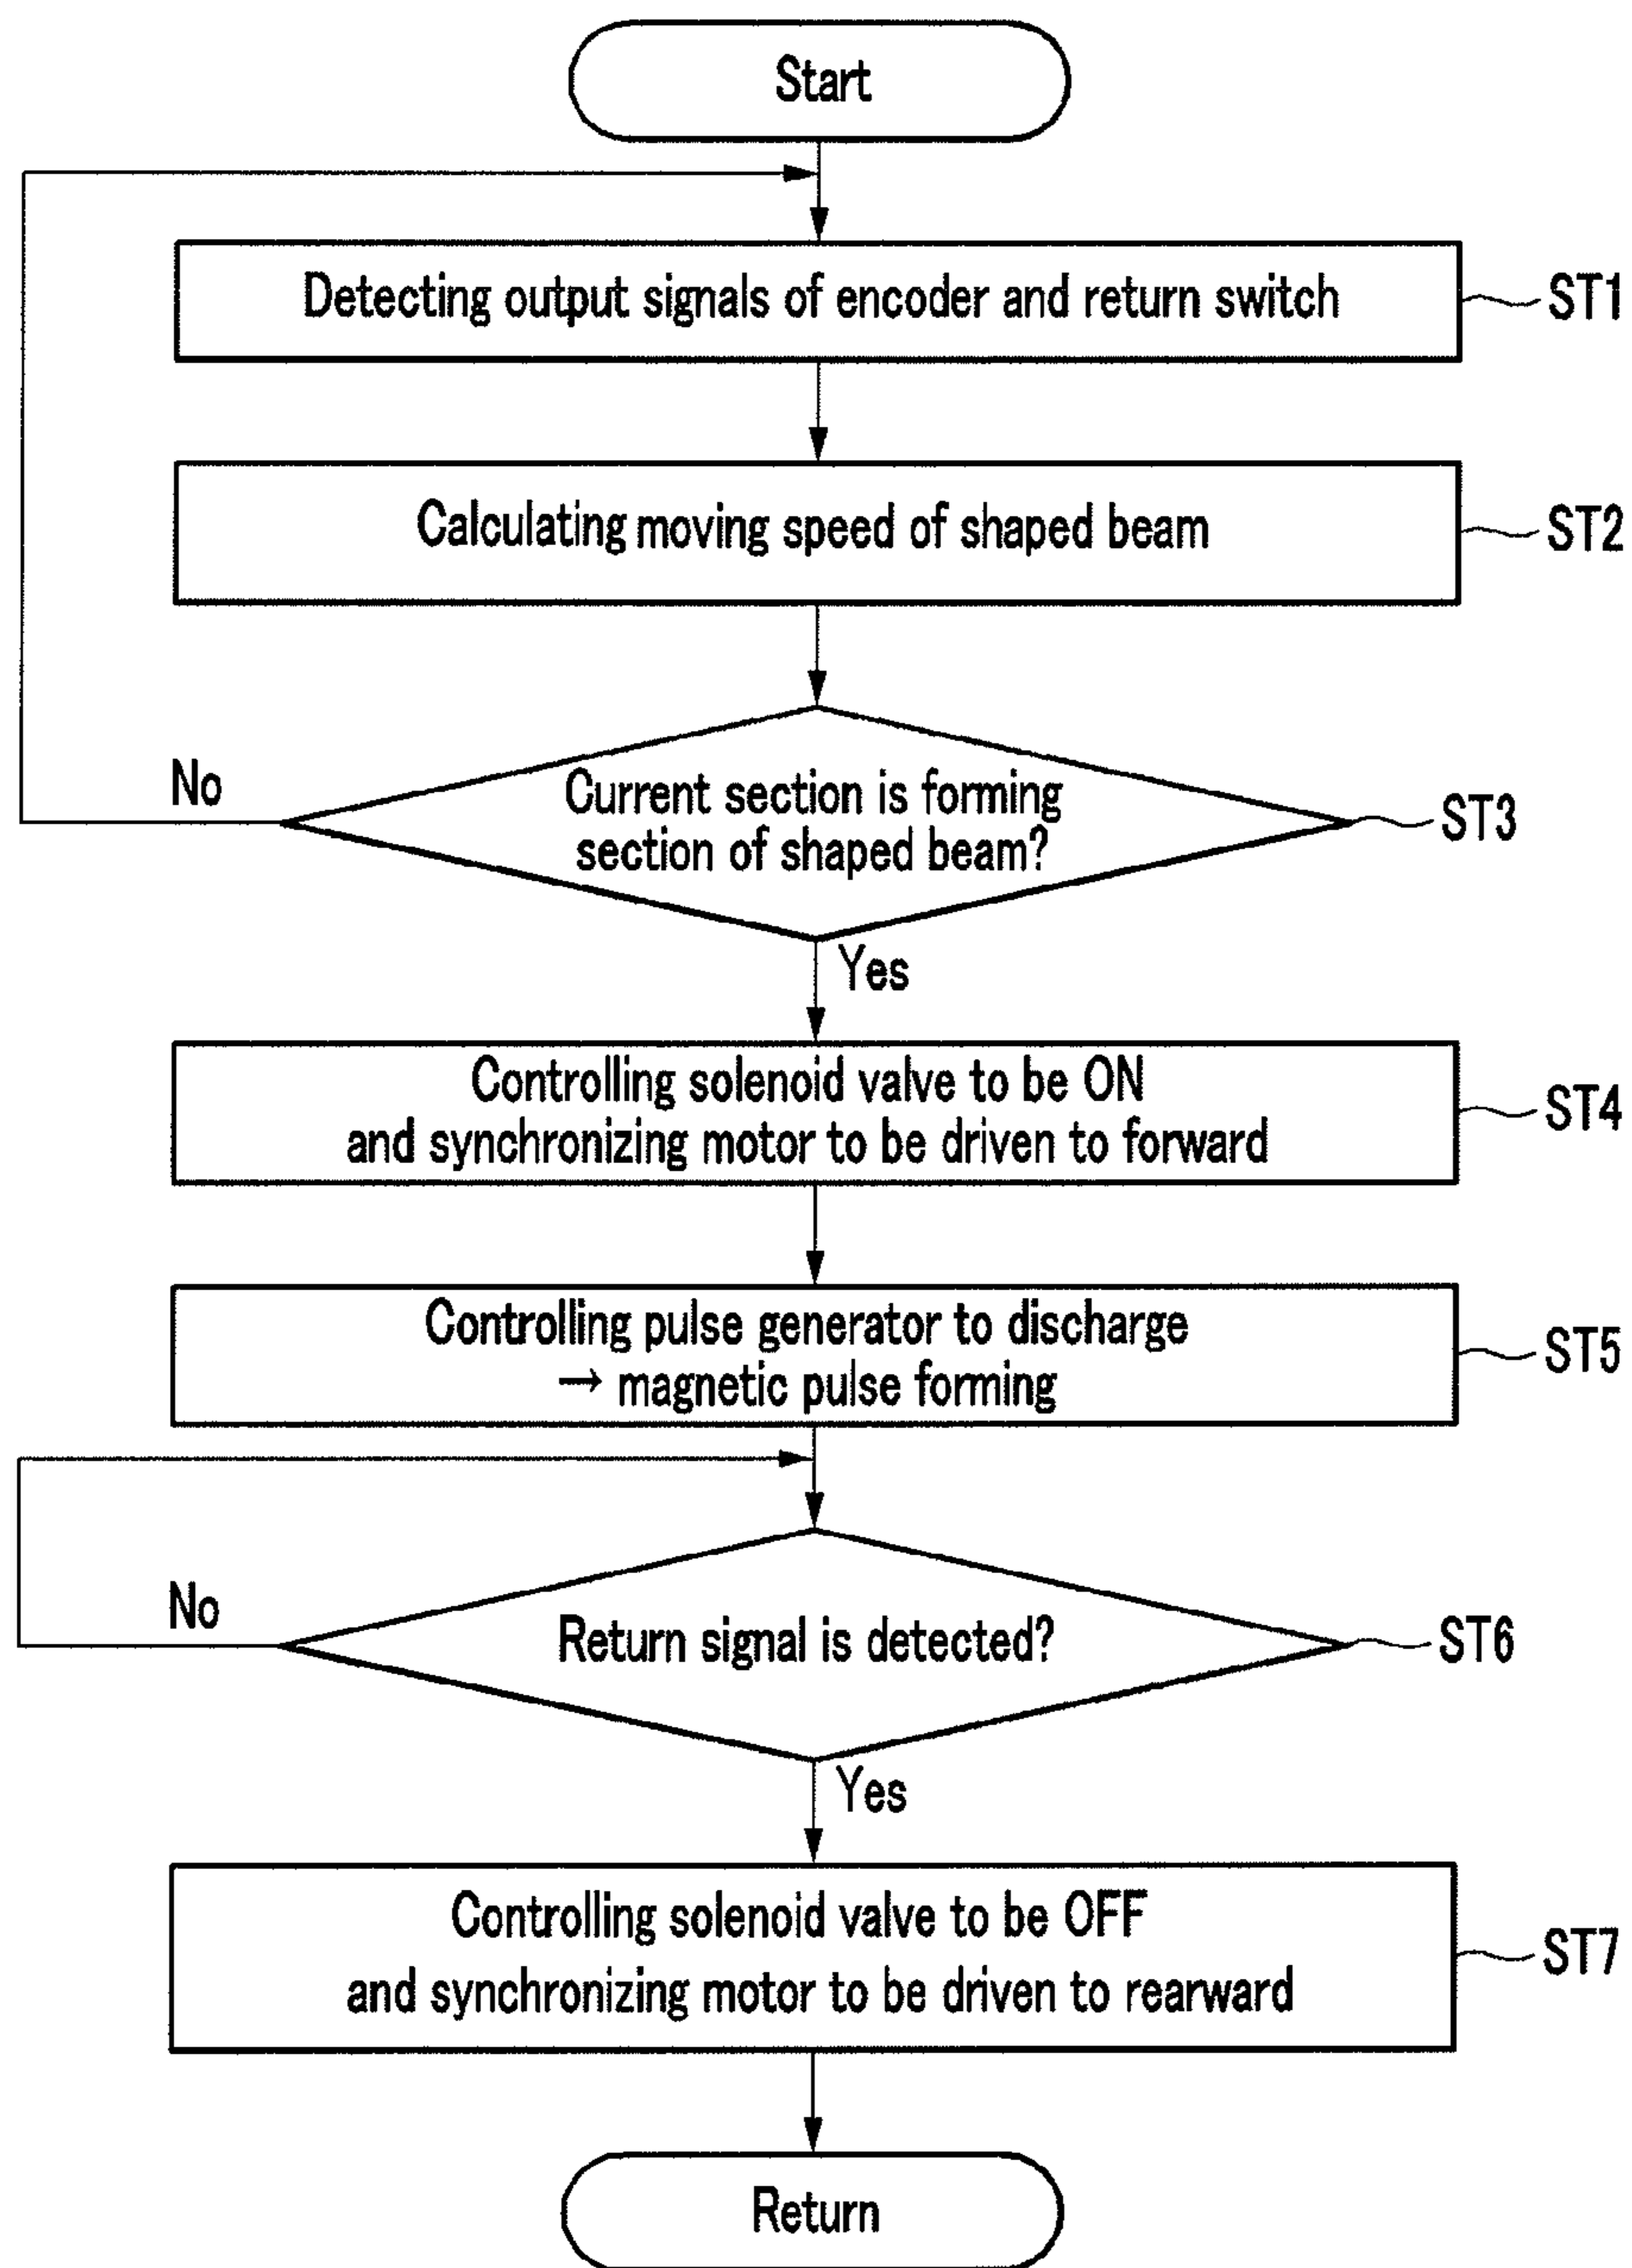 Start
Detecting output signals of encoder and return switch
ST1
Calculating moving speed of shaped beam
ST2
No
Current section is forming
section of shaped beam?
ST3
Yes
Controlling solenoid valve to be ON
and synchronizing motor to be driven to forward
ST4
Controlling pulse generator to discharge
→ magnetic pulse forming
ST5
No
Return signal is detected?
ST6
Yes
Controlling solenoid valve to be OFF
and synchronizing motor to be driven to rearward
ST7
Return